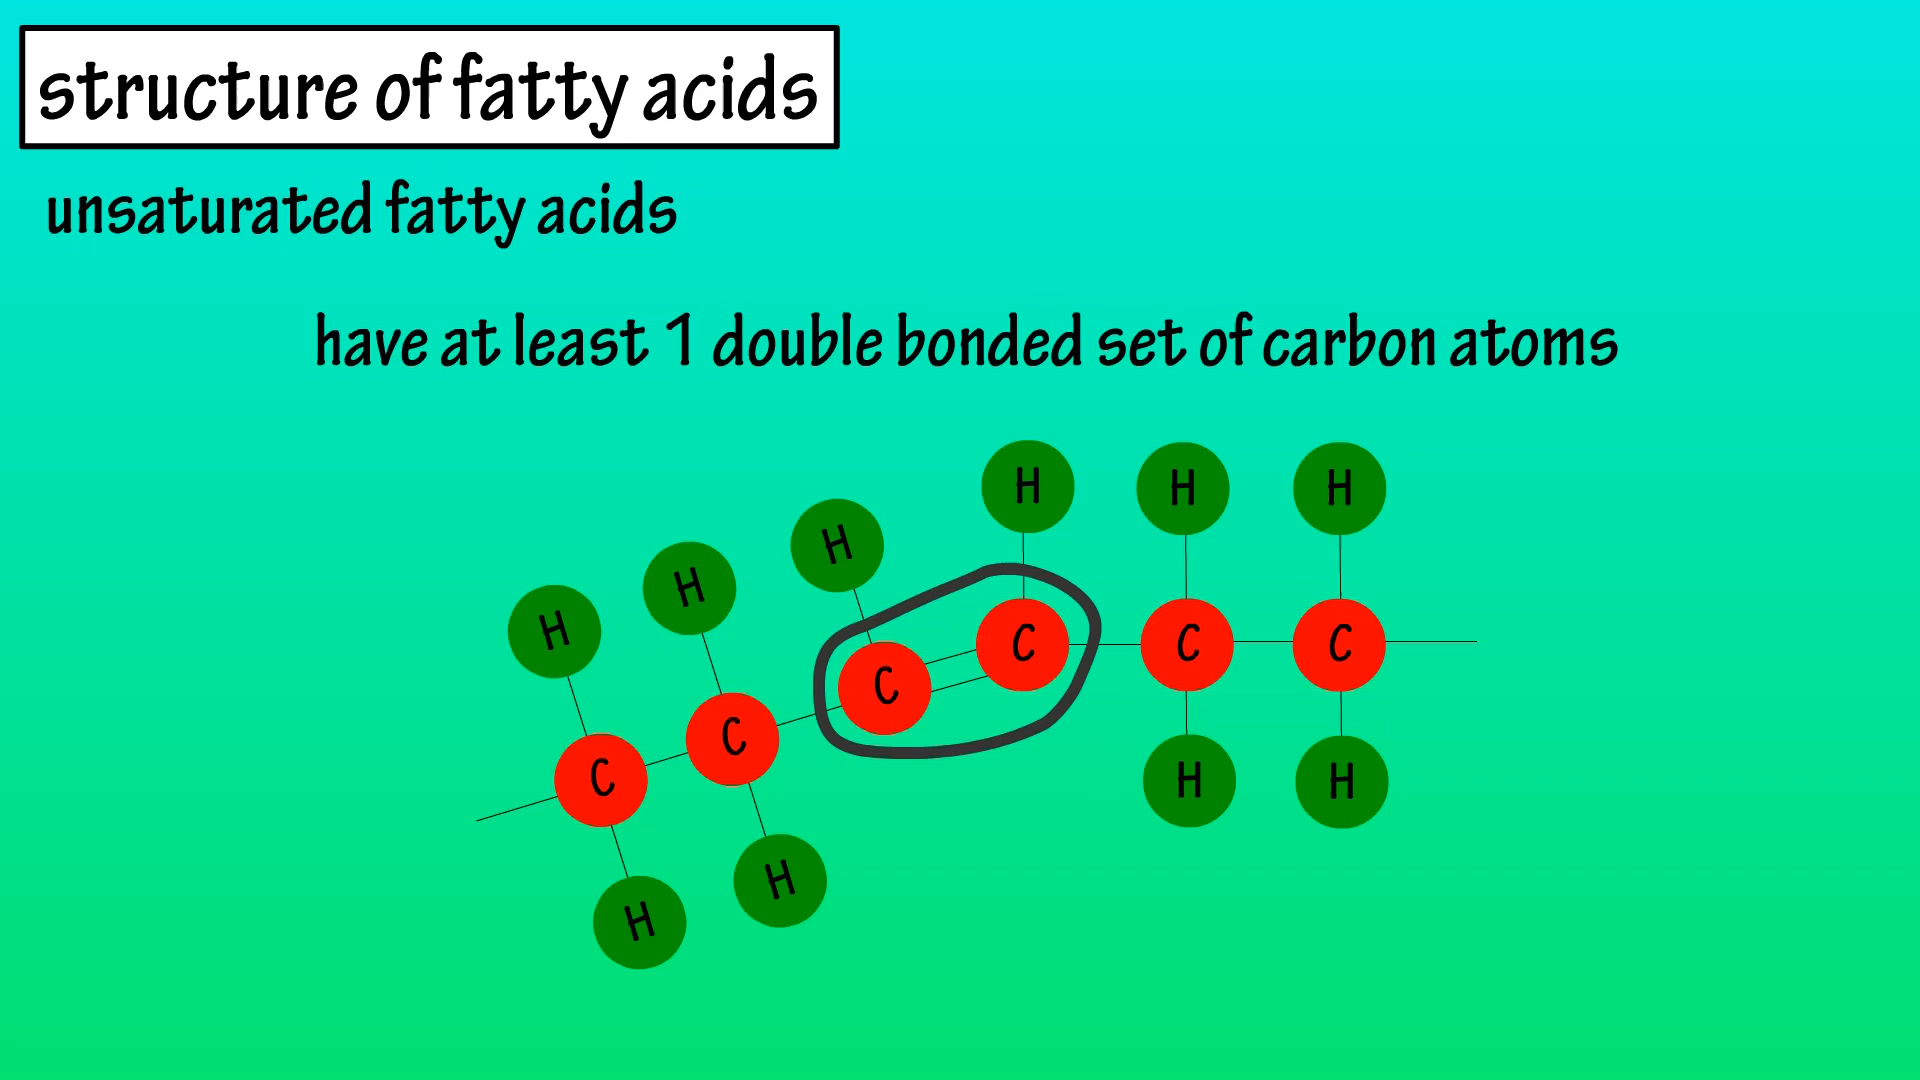 structure of fatty acids
unsaturated fatty acids
have at least 1 double bonded set of carbon atoms
H H H
H H H
C C C C
C C
H H
H H